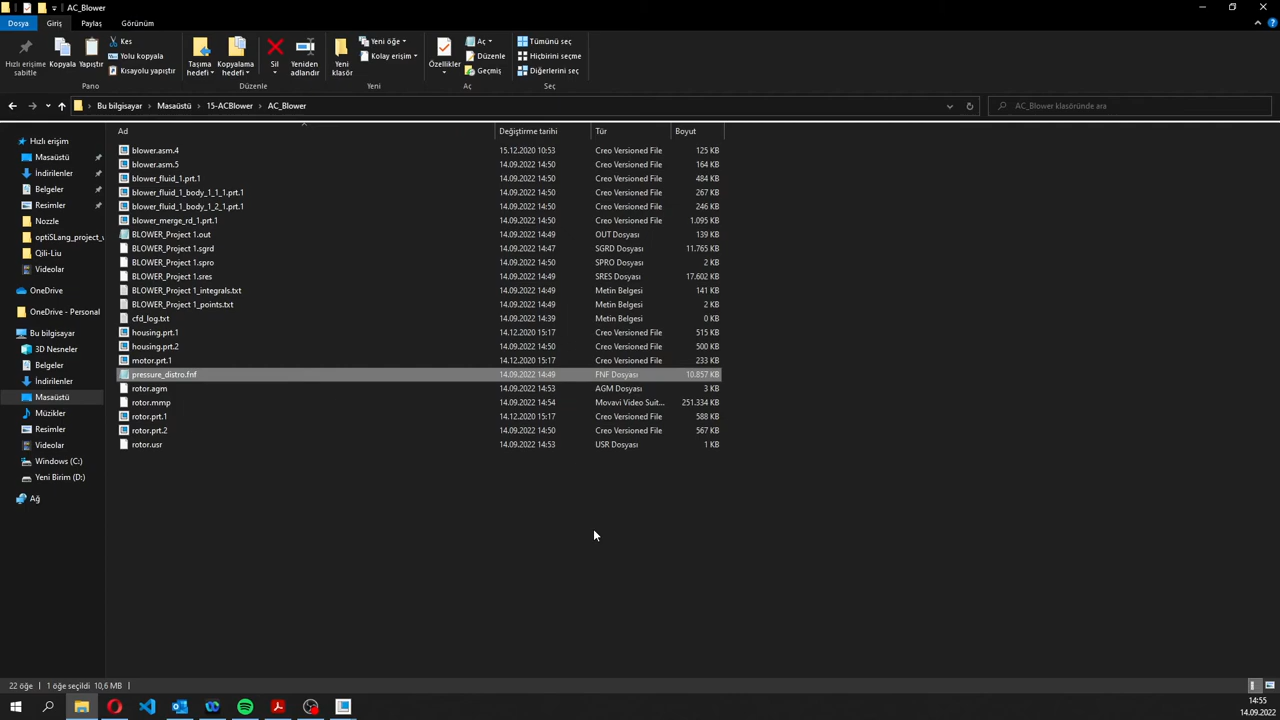 AC_Blower
Dosya Giriş Paylaş Görünüm
Hızlı erişime sabitle
Kopyala
Yapıştır
Kes
Yolu kopyala
Kısayolu yapıştır
Pano
Taşıma hedefi
Kopyalama hedefi
Sil
Yeniden adlandır
Düzenle
Yeni klasör
Yeni öğe
Kolay erişim
Yeni
Özellikler
Aç
Düzenle
Geçmiş
Aç
Tümünü seç
Hiçbirini seçme
Diğerlerini seç
Seç
Bu bilgisayar > Masaüstü > 15-ACBlower > AC_Blower
AC_Blower klasöründe ara
Hızlı erişim
Masaüstü
İndirilenler
Belgeler
Resimler
Nozzle
optiSLang_project_w
Qili-Liu
Videolar
OneDrive
OneDrive - Personal
Bu bilgisayar
3D Nesneler
Belgeler
İndirilenler
Masaüstü
Müzikler
Resimler
Videolar
Windows (C:)
Yeni Birim (D:)
Ağ
Ad Değiştirme tarihi Tür Boyut
blower.asm.4 15.12.2020 10:53 Creo Versioned File 125 KB
blower.asm.5 14.09.2022 14:50 Creo Versioned File 164 KB
blower_fluid_1.prt.1 14.09.2022 14:50 Creo Versioned File 484 KB
blower_fluid_1_body_1_1_1.prt.1 14.09.2022 14:50 Creo Versioned File 267 KB
blower_fluid_1_body_1_2_1.prt.1 14.09.2022 14:50 Creo Versioned File 246 KB
blower_merge_rd_1.prt.1 14.09.2022 14:50 Creo Versioned File 1.095 KB
BLOWER_Project 1.out 14.09.2022 14:49 OUT Dosyası 139 KB
BLOWER_Project 1.sgrd 14.09.2022 14:47 SGRD Dosyası 11.765 KB
BLOWER_Project 1.spro 14.09.2022 14:50 SPRO Dosyası 2 KB
BLOWER_Project 1.sres 14.09.2022 14:49 SRES Dosyası 17.602 KB
BLOWER_Project 1_integrals.txt 14.09.2022 14:49 Metin Belgesi 141 KB
BLOWER_Project 1_points.txt 14.09.2022 14:49 Metin Belgesi 2 KB
cfd_log.txt 14.09.2022 14:39 Metin Belgesi 0 KB
housing.prt.1 14.12.2020 15:17 Creo Versioned File 515 KB
housing.prt.2 14.09.2022 14:50 Creo Versioned File 500 KB
motor.prt.1 14.12.2020 15:17 Creo Versioned File 233 KB
pressure_distro.fnf 14.09.2022 14:49 FNF Dosyası 10.857 KB
rotor.agm 14.09.2022 14:53 AGM Dosyası 3 KB
rotor.mmp 14.09.2022 14:54 Movavi Video Suit... 251.334 KB
rotor.prt.1 14.12.2020 15:17 Creo Versioned File 588 KB
rotor.prt.2 14.09.2022 14:50 Creo Versioned File 567 KB
rotor.usr 14.09.2022 14:53 USR Dosyası 1 KB
22 öğe 1 öğe seçildi 10,6 MB
14:55
14.09.2022